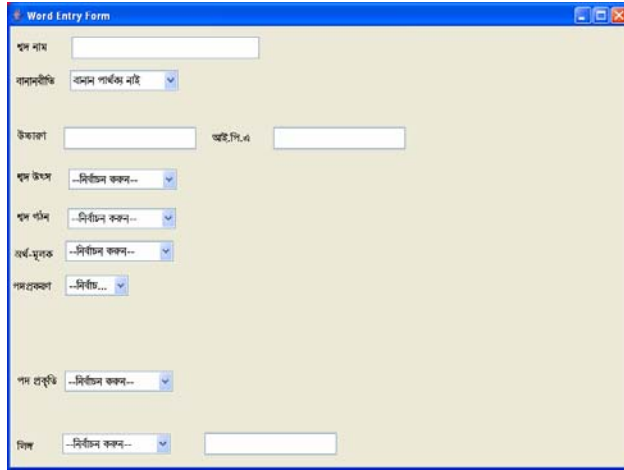 Word Entry Form
শব্দ নাম
বানানরীতি বানান পার্থক্য নাই
উচ্চারণ আই.পি.এ
শব্দ উৎস --নির্বাচন করুন--
শব্দ গঠন --নির্বাচন করুন--
অর্থ-মূলক --নির্বাচন করুন--
পদপ্রকরণ --নির্বাচ...
পদ প্রকৃতি --নির্বাচন করুন--
লিঙ্গ --নির্বাচন করুন--